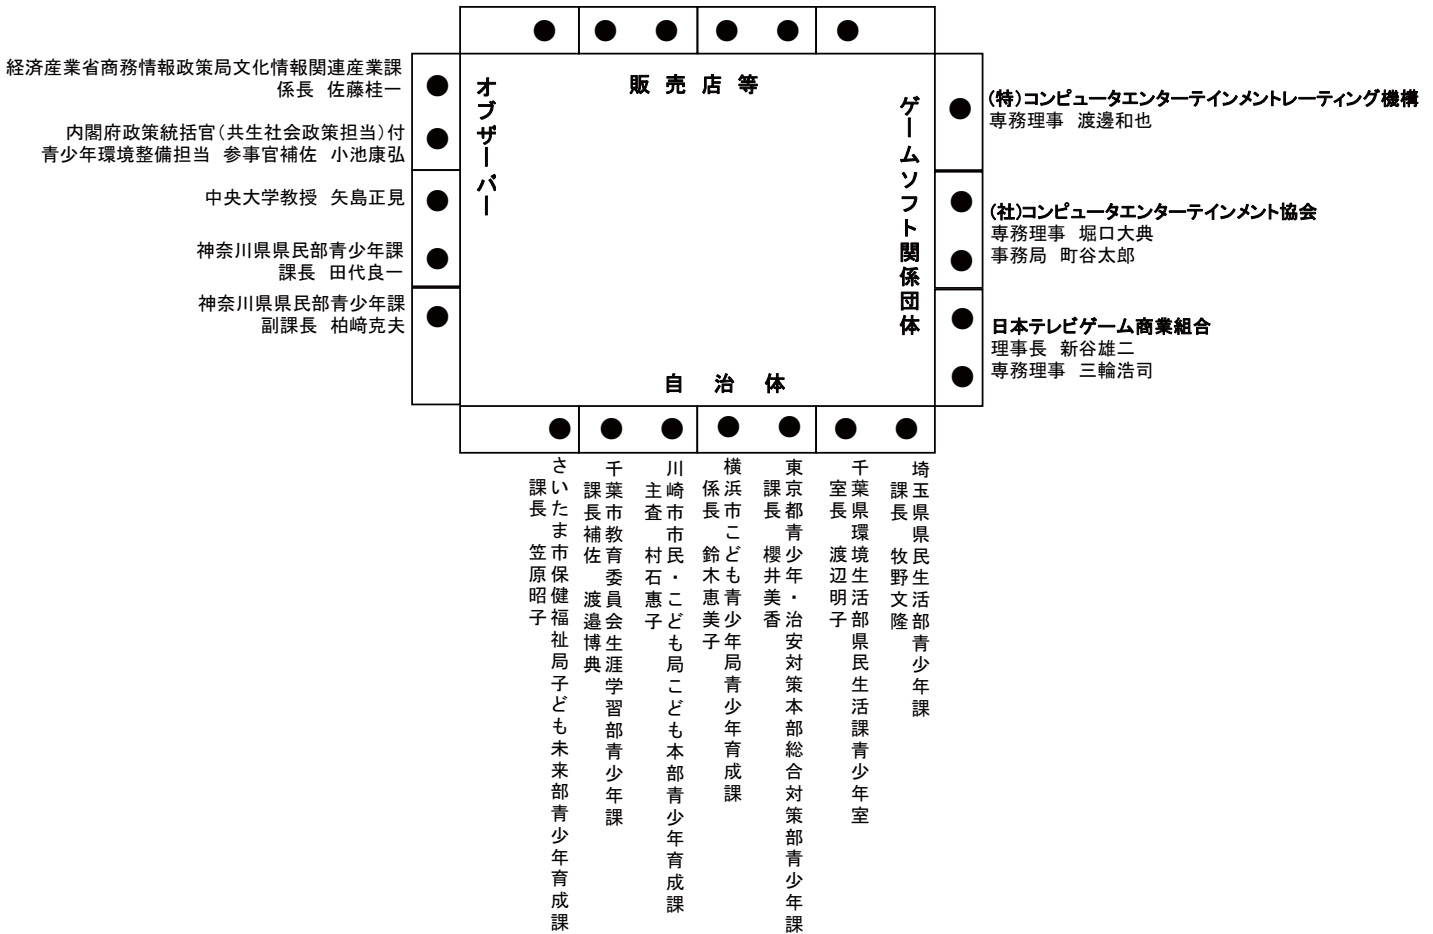 販売店等
オブザーバー
経済産業省商務情報政策局文化情報関連産業課
係長 佐藤桂一
内閣府政策統括官(共生社会政策担当)付
青少年環境整備担当 参事官補佐 小池康弘
中央大学教授 矢島正見
神奈川県県民部青少年課
課長 田代良一
神奈川県県民部青少年課
副課長 柏﨑克夫
ゲームソフト関係団体
(特)コンピュータエンターテインメントレーティング機構
専務理事 渡邊和也
(社)コンピュータエンターテインメント協会
専務理事 堀口大典
事務局 町谷太郎
日本テレビゲーム商業組合
理事長 新谷雄二
専務理事 三輪浩司
自治体
埼玉県県民生活部青少年課
課長 牧野文隆
千葉県環境生活部県民生活課青少年室
室長 渡辺明子
東京都青少年・治安対策本部総合対策部青少年課
課長 櫻井美香
横浜市こども青少年局青少年育成課
係長 鈴木恵美子
川崎市市民・こども局こども本部青少年育成課
主査 村石惠子
千葉市教育委員会生涯学習部青少年課
課長補佐 渡邉博典
さいたま市保健福祉局子ども未来部青少年育成課
課長 笠原昭子